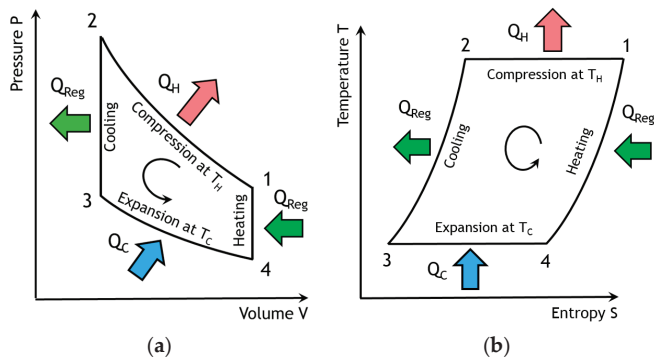 Pressure P
2
Q_H
Q_Reg
Cooling
Compression at T_H
1
3
Expansion at T_C
Heating
Q_Reg
Q_C
4
Volume V
(a)
Temperature T
Q_H
2
1
Compression at T_H
Q_Reg
Q_Reg
Cooling
Heating
Expansion at T_C
3
4
Q_C
Entropy S
(b)